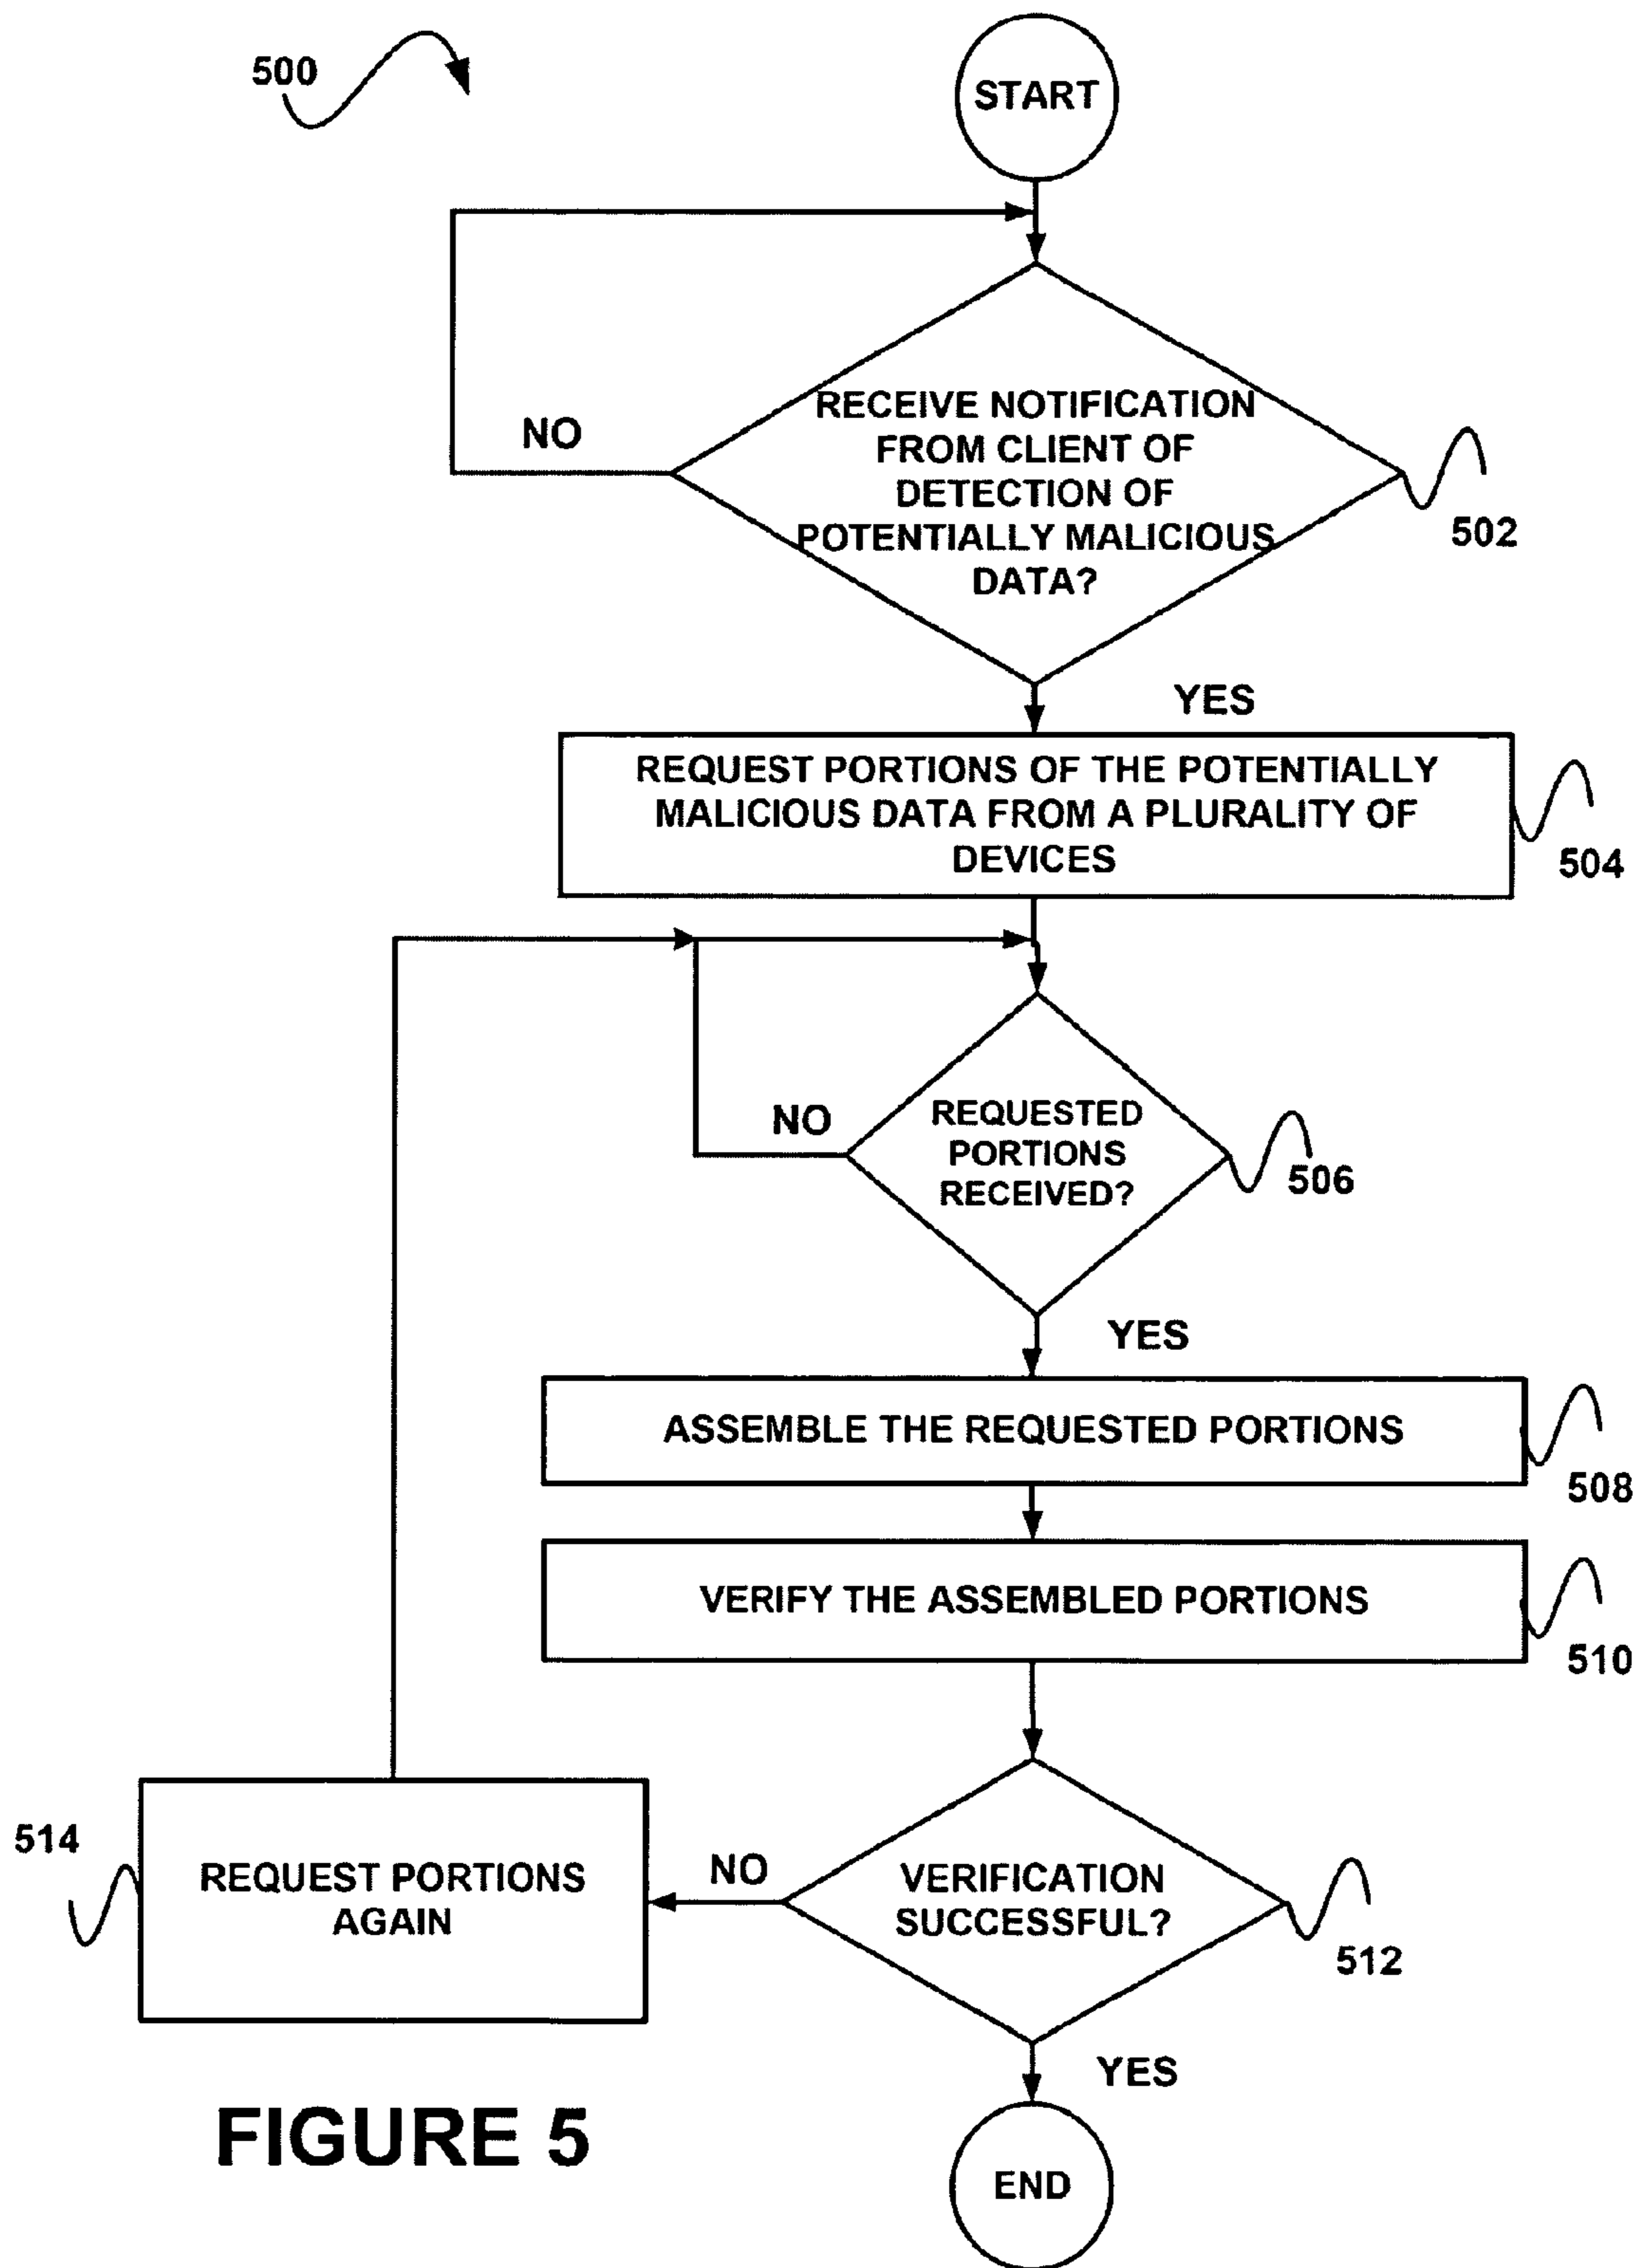 500
START
NO
RECEIVE NOTIFICATION
FROM CLIENT OF
DETECTION OF
POTENTIALLY MALICIOUS
DATA?
502
YES
REQUEST PORTIONS OF THE POTENTIALLY
MALICIOUS DATA FROM A PLURALITY OF
DEVICES
504
NO
REQUESTED
PORTIONS
RECEIVED?
506
YES
ASSEMBLE THE REQUESTED PORTIONS
508
VERIFY THE ASSEMBLED PORTIONS
510
514
REQUEST PORTIONS
AGAIN
NO
VERIFICATION
SUCCESSFUL?
512
YES
FIGURE 5
END